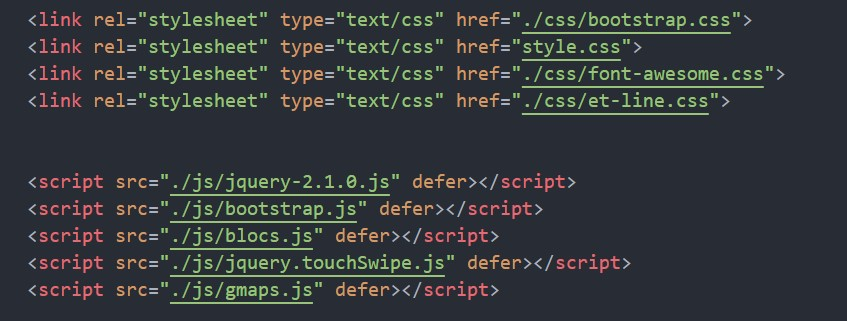 <link rel="stylesheet" type="text/css" href="./css/bootstrap.css">
<link rel="stylesheet" type="text/css" href="style.css">
<link rel="stylesheet" type="text/css" href="./css/font-awesome.css">
<link rel="stylesheet" type="text/css" href="./css/et-line.css">
<script src="./js/jquery-2.1.0.js" defer></script>
<script src="./js/bootstrap.js" defer></script>
<script src="./js/blocs.js" defer></script>
<script src="./js/jquery.touchSwipe.js" defer></script>
<script src="./js/gmaps.js" defer></script>